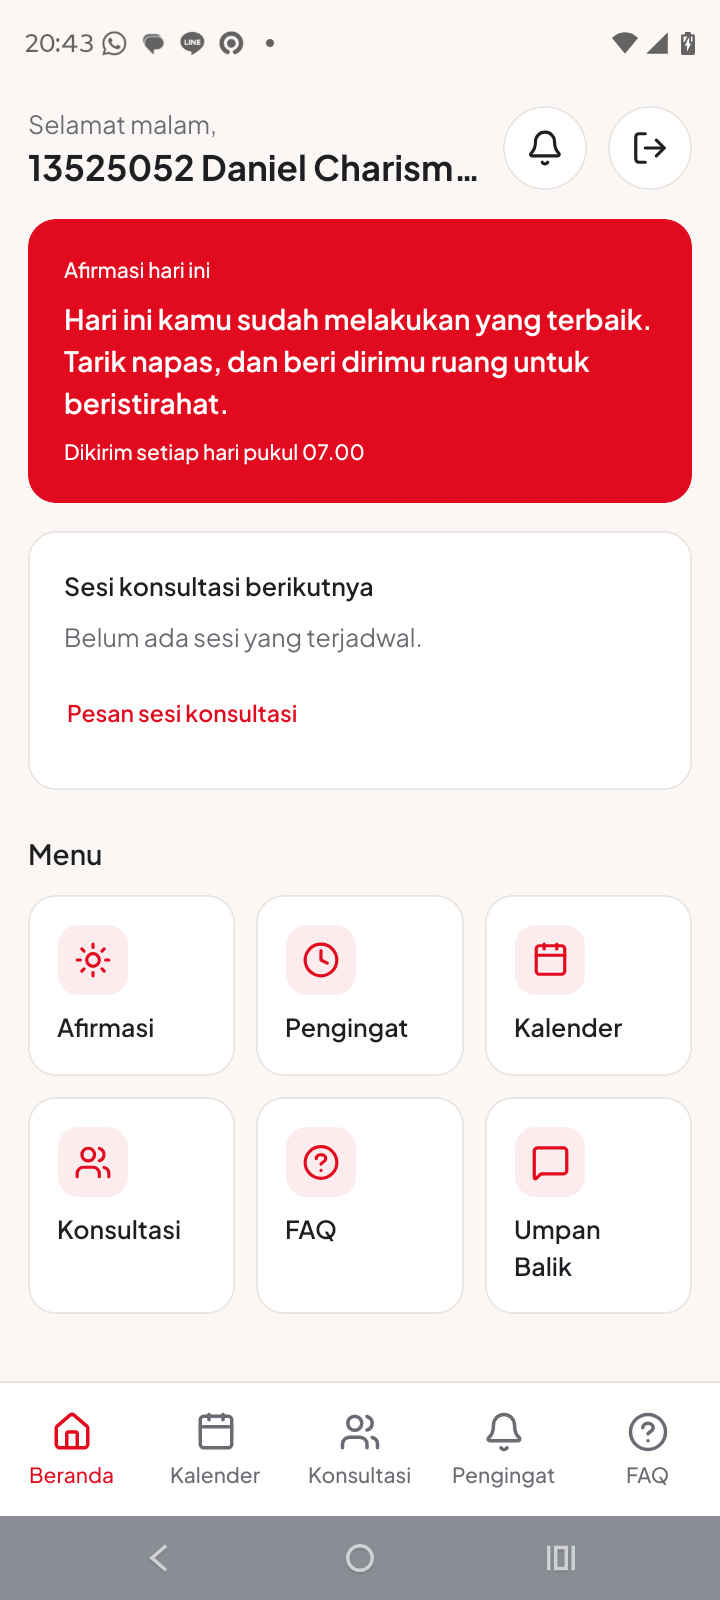 20:43
LINE
Selamat malam,
13525052 Daniel Charism...
Afirmasi hari ini
Hari ini kamu sudah melakukan yang terbaik.
Tarik napas, dan beri dirimu ruang untuk
beristirahat.
Dikirim setiap hari pukul 07.00
Sesi konsultasi berikutnya
Belum ada sesi yang terjadwal.
Pesan sesi konsultasi
Menu
Afirmasi
Pengingat
Kalender
Konsultasi
FAQ
Umpan
Balik
Beranda
Kalender
Konsultasi
Pengingat
FAQ